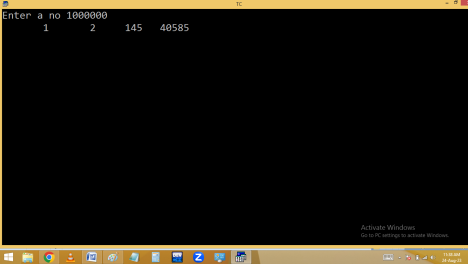 TC
Enter a no 1000000
1 2 145 40585
Activate Windows
Go to PC settings to activate Windows.